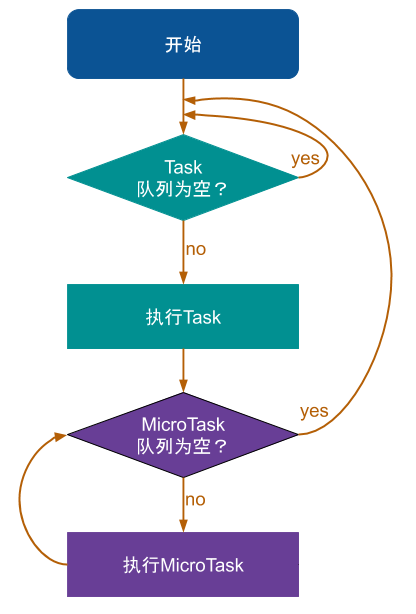 开始
Task
队列为空？
yes
no
执行Task
MicroTask
队列为空？
yes
no
执行MicroTask